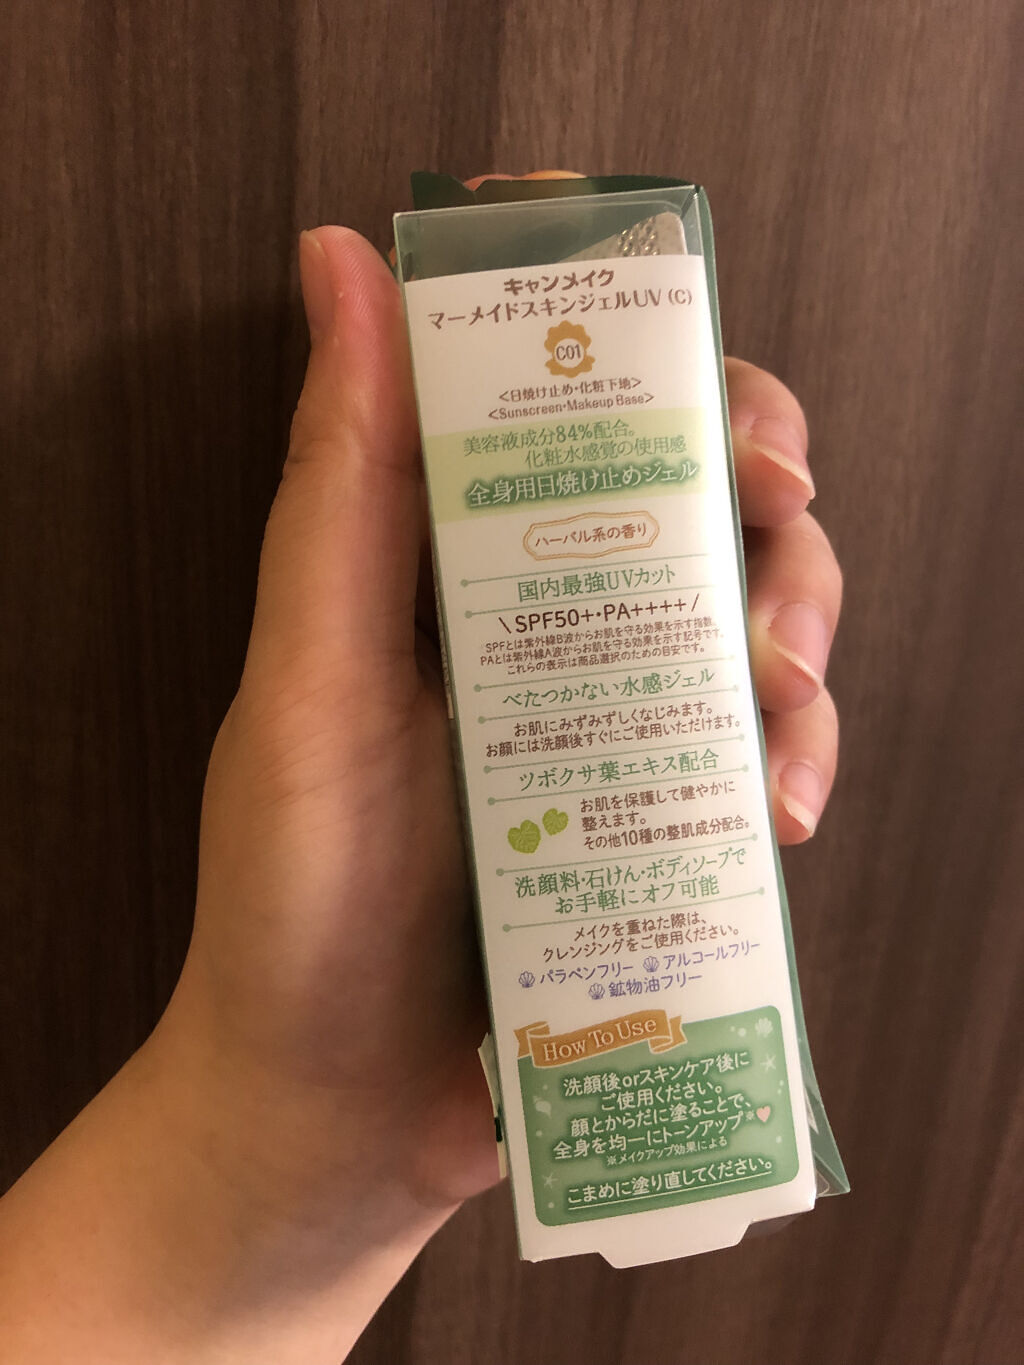 キャンメイク
マーメイドスキンジェルUV (C)
C01
<日焼け止め・化粧下地>
<Sunscreen・Makeup Base>
美容液成分84%配合。
化粧水感覚の使用感
全身用日焼け止めジェル
ハーバル系の香り
国内最強UVカット
\ SPF50+・PA++++ /
SPFとは紫外線B波からお肌を守る効果を示す指数、
PAとは紫外線A波からお肌を守る効果を示す記号です。
これらの表示は商品選択のための目安です。
べたつかない水感ジェル
お肌にみずみずしくなじみます。
お顔には洗顔後すぐにご使用いただけます。
ツボクサ葉エキス配合
お肌を保護して健やかに
整えます。
その他10種の整肌成分配合。
洗顔料・石けん・ボディソープで
お手軽にオフ可能
メイクを重ねた際は、
クレンジングをご使用ください。
パラベンフリー アルコールフリー
鉱物油フリー
How To Use
洗顔後orスキンケア後に
ご使用ください。
顔とからだに塗ることで、
全身を均一にトーンアップ※
※メイクアップ効果による
こまめに塗り直してください。